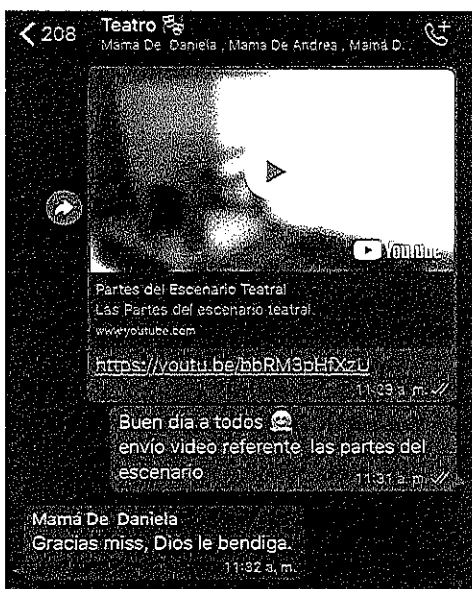 208
Teatro
Mamá De Daniela , Mama De Andrea , Mamá D...
YouTube
Partes del Escenario Teatral
Las Partes del escenario teatral.
www.youtube.com
https://youtu.be/bbRM3pHfXzU
11:29 a. m.
Buen día a todos
envío video referente las partes del
escenario
11:31 a. m.
Mamá De Daniela
Gracias miss, Dios le bendiga.
11:32 a. m.